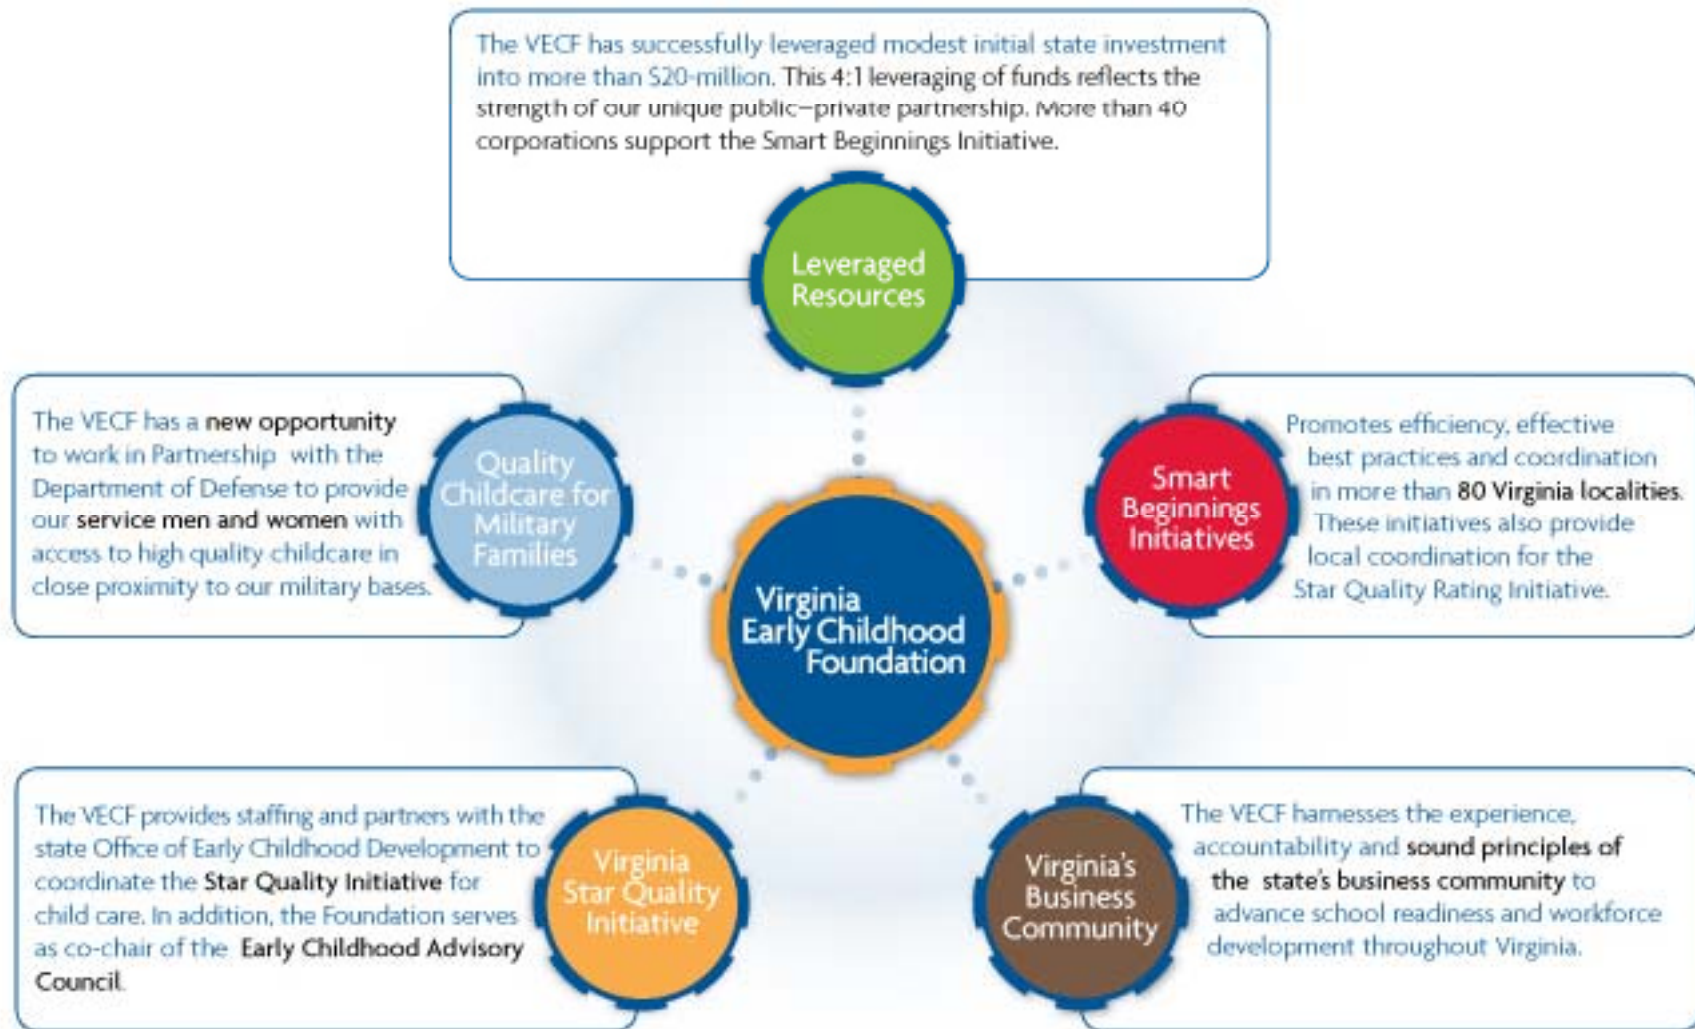 The VECF has successfully leveraged modest initial state investment
into more than $20-million. This 4:1 leveraging of funds reflects the
strength of our unique public–private partnership. More than 40
corporations support the Smart Beginnings Initiative.
Leveraged
Resources
The VECF has a new opportunity
to work in Partnership with the
Department of Defense to provide
our service men and women with
access to high quality childcare in
close proximity to our military bases.
Quality
Childcare for
Military
Families
Smart
Beginnings
Initiatives
Promotes efficiency, effective
best practices and coordination
in more than 80 Virginia localities.
These initiatives also provide
local coordination for the
Star Quality Rating Initiative.
Virginia
Early Childhood
Foundation
The VECF provides staffing and partners with the
state Office of Early Childhood Development to
coordinate the Star Quality Initiative for
child care. In addition, the Foundation serves
as co-chair of the Early Childhood Advisory
Council.
Virginia
Star Quality
Initiative
Virginia's
Business
Community
The VECF harnesses the experience,
accountability and sound principles of
the state's business community to
advance school readiness and workforce
development throughout Virginia.